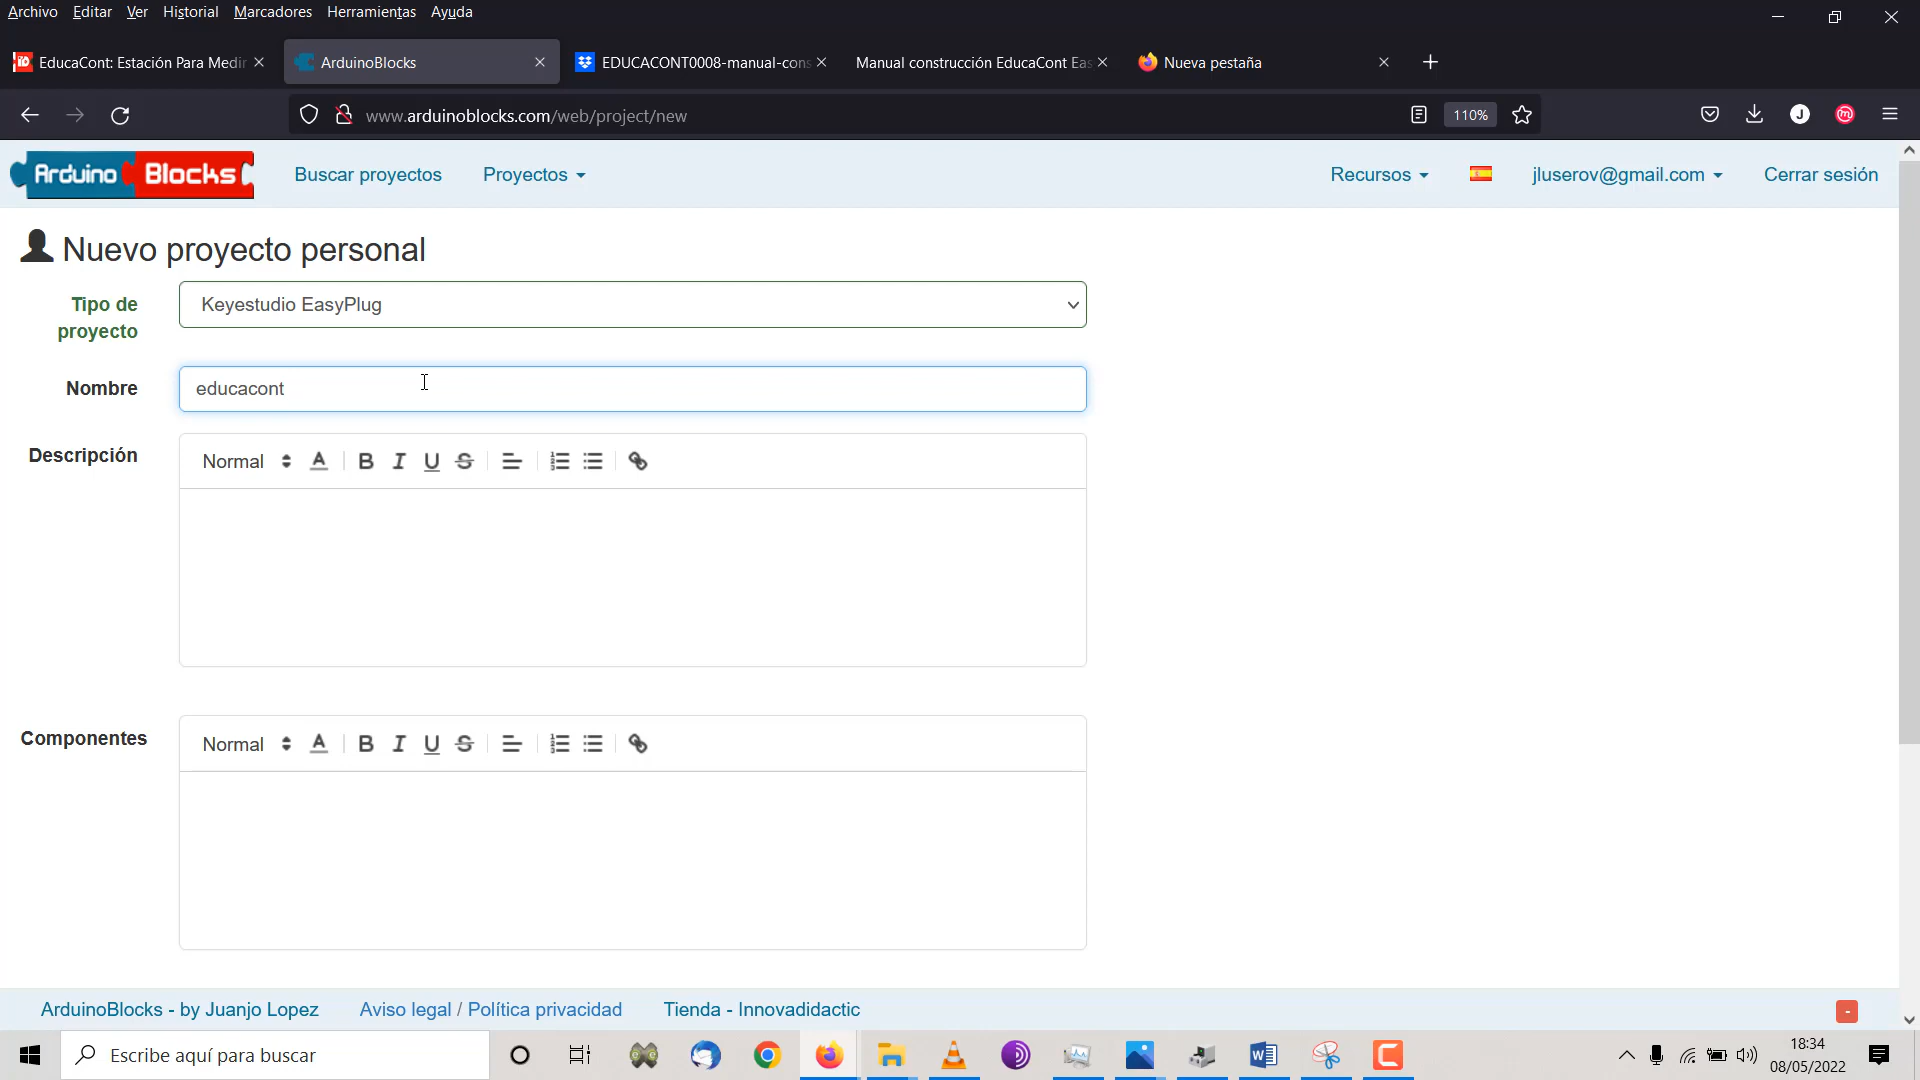 Archivo Editar Ver Historial Marcadores Herramientas Ayuda
EducaCont: Estación Para Medir
ArduinoBlocks
EDUCACONT0008-manual-cons
Manual construcción EducaCont Eas
Nueva pestaña
www.arduinoblocks.com/web/project/new
110%
J
m
Arduino Blocks
Buscar proyectos
Proyectos
Recursos
jluserov@gmail.com
Cerrar sesión
Nuevo proyecto personal
Tipo de
proyecto
Keyestudio EasyPlug
Nombre
educacont
Descripción
Normal
Componentes
Normal
ArduinoBlocks - by Juanjo Lopez
Aviso legal / Política privacidad
Tienda - Innovadidactic
Escribe aquí para buscar
18:34
08/05/2022